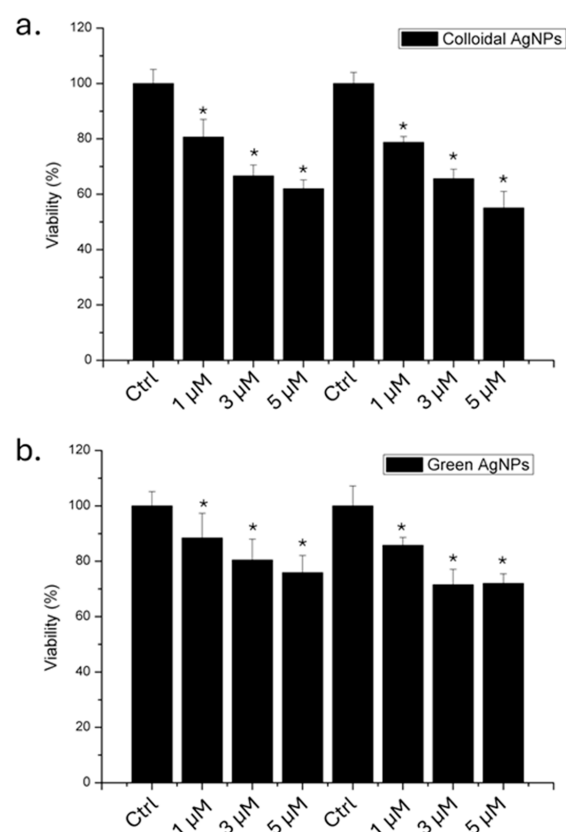 a.
Colloidal AgNPs
Viability (%)
120
100
80
60
40
20
0
* * * * * *
Ctrl 1 µM 3 µM 5 µM Ctrl 1 µM 3 µM 5 µM
b.
Green AgNPs
Viability (%)
120
100
80
60
40
20
0
* * * * * *
Ctrl 1 µM 3 µM 5 µM Ctrl 1 µM 3 µM 5 µM